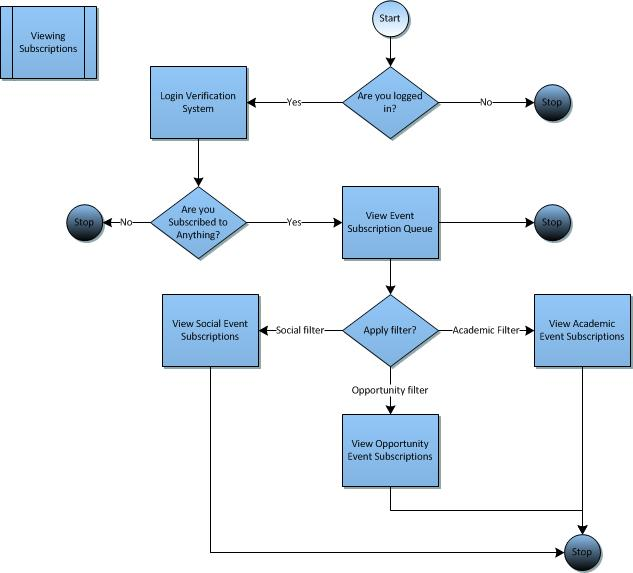 Start
Viewing
Subscriptions
Login Verification
System
Yes
Are you logged
in?
No
Stop
Stop
No
Are you
Subscribed to
Anything?
Yes
View Event
Subscription Queue
Stop
View Social Event
Subscriptions
Social filter
Apply filter?
Academic Filter
View Academic
Event Subscriptions
Opportunity filter
View Opportunity
Event Subscriptions
Stop